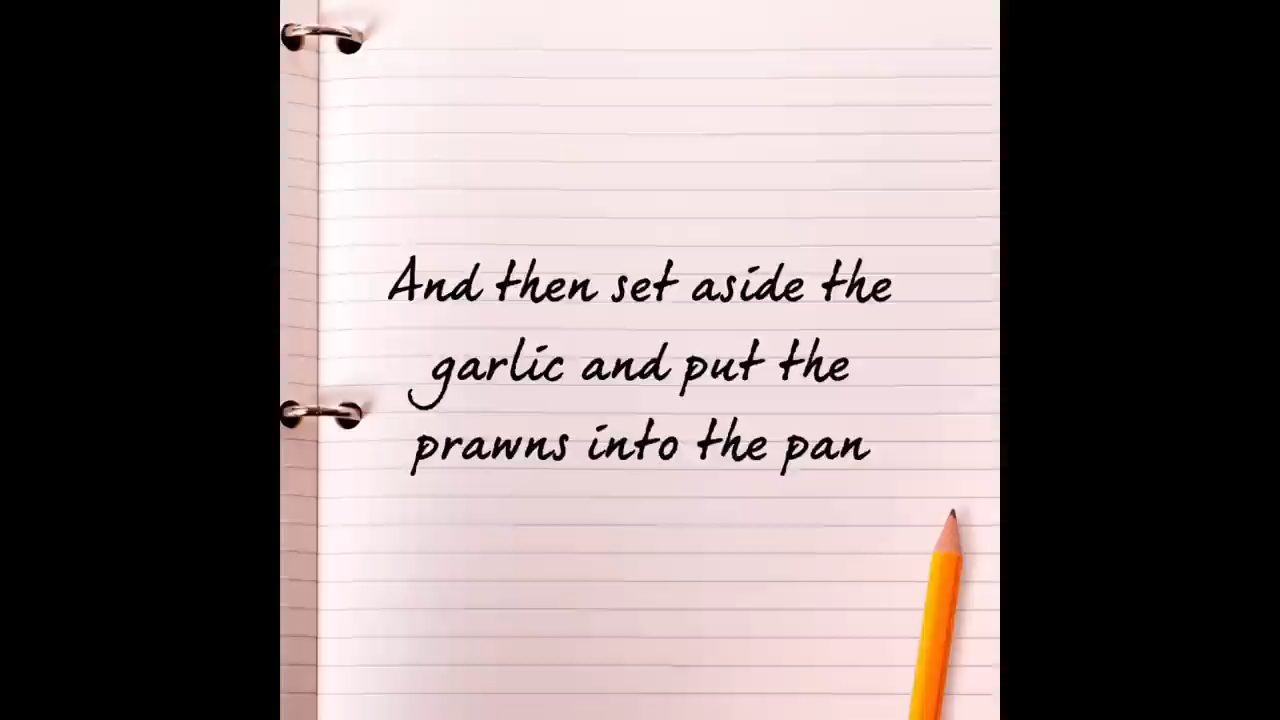 And then set aside the
garlic and put the
prawns into the pan